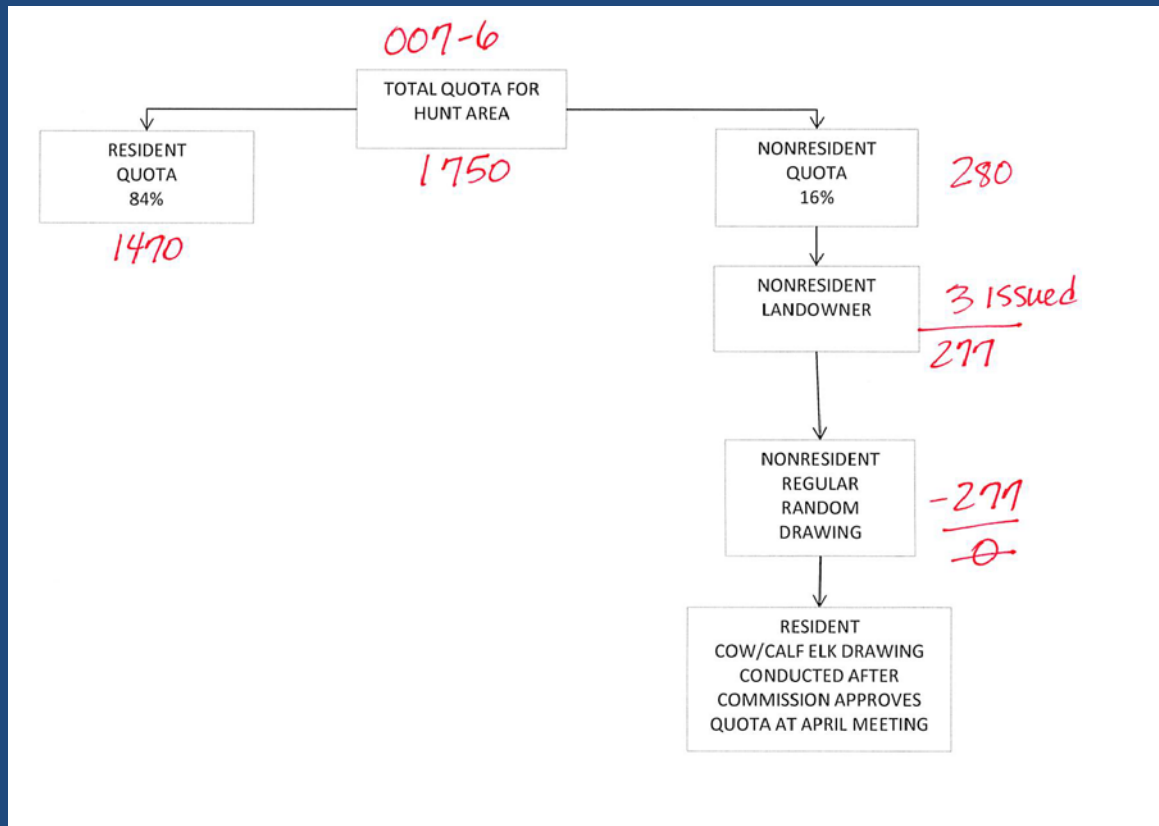 007-6
TOTAL QUOTA FOR
HUNT AREA
1750
RESIDENT
QUOTA
84%
1470
NONRESIDENT
QUOTA
16%
280
NONRESIDENT
LANDOWNER
3 issued
277
NONRESIDENT
REGULAR
RANDOM
DRAWING
-277
0
RESIDENT
COW/CALF ELK DRAWING
CONDUCTED AFTER
COMMISSION APPROVES
QUOTA AT APRIL MEETING